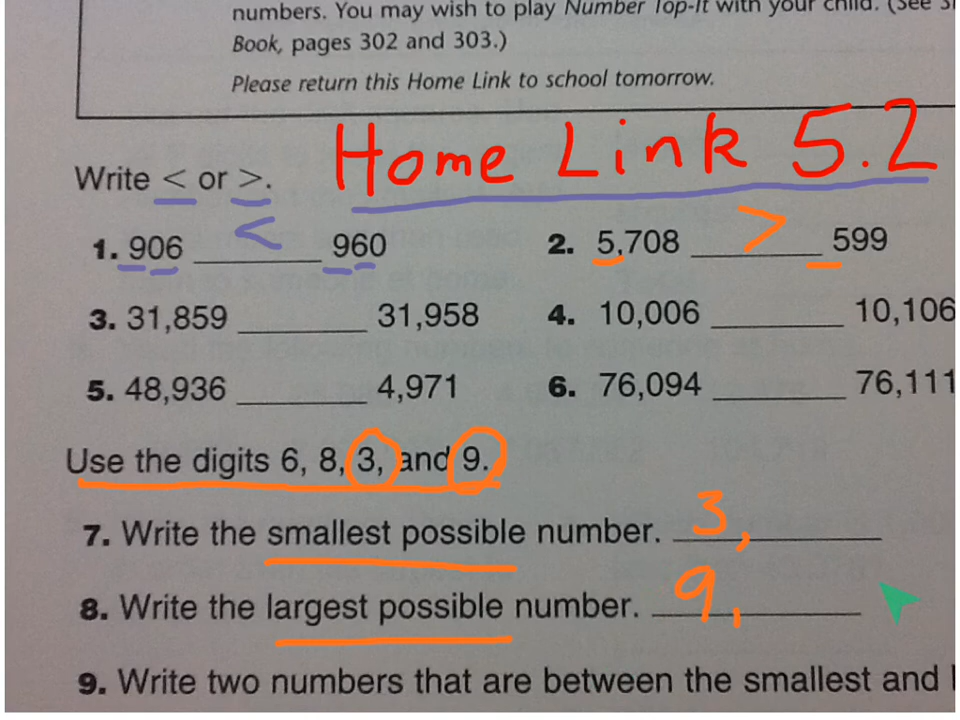 numbers. You may wish to play Number Top-It with your child. (See
Book, pages 302 and 303.)
Please return this Home Link to school tomorrow.
Home Link 5.2
Write < or >.
1. 906 < 960 2. 5,708 > 599
3. 31,859 ______ 31,958 4. 10,006 ______ 10,106
5. 48,936 ______ 4,971 6. 76,094 ______ 76,111
Use the digits 6, 8, 3, and 9.
7. Write the smallest possible number. 3,
8. Write the largest possible number. 9,
9. Write two numbers that are between the smallest and